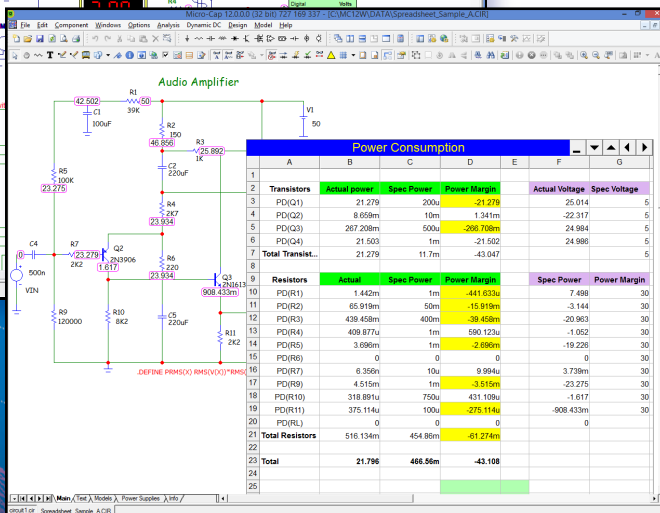 Digital Volts
Micro-Cap 12.0.0.0 (32 bit) 727 169 337 - [C:\MC12W\DATA\Spreadsheet_Sample_A.CIR]
File Edit Component Windows Options Analysis Dynamic DC Design Model Help
Audio Amplifier
42.502
R1
50
39K
C1
100uF
V1
50
R2
150
46.856
R3
25.892
1K
C2
220uF
R5
100K
23.275
R4
2K7
23.934
C4
0
500n
VIN
R7
23.279
2K2
Q2
2N3906
1.617
R6
220
23.934
Q3
2N1613
908.433m
R9
120000
R10
8K2
C5
220uF
R11
2K2
.DEFINE PRMS(X) RMS(V(X))*RMS(
Power Consumption
A B C D E F G
1
2 Transistors Actual power Spec Power Power Margin Actual Voltage Spec Voltage
3 PD(Q1) 21.279 200u -21.279 25.014 5
4 PD(Q2) 8.659m 10m 1.341m -22.317 5
5 PD(Q3) 267.208m 500u -266.708m 24.984 5
6 PD(Q4) 21.503 1m -21.502 24.986 5
7 Total Transist... 21.279 11.7m -43.047 5
8
9 Resistors Actual Spec Power Power Margin Spec Power Power Margin
10 PD(R1) 1.442m 1m -441.633u 7.498 30
11 PD(R2) 65.919m 50m -15.919m -3.144 30
12 PD(R3) 439.458m 400m -39.458m -20.963 30
13 PD(R4) 409.877u 1m 590.123u -1.052 30
14 PD(R5) 3.696m 1m -2.696m -19.226 30
15 PD(R6) 0 0 0 0 30
16 PD(R7) 6.356n 10u 9.994u 3.739m 30
17 PD(R9) 4.515m 1m -3.515m -23.275 30
18 PD(R10) 318.891u 750u 431.109u -1.617 30
19 PD(R11) 375.114u 100u -275.114u -908.433m 30
20 PD(RL) 0 0 0 0
21 Total Resistors 516.134m 454.86m -61.274m
22
23 Total 21.796 466.56m -43.108
24
25
Main Text Models Power Supplies Info
circuit1.cir Spreadsheet_Sample_A.CIR